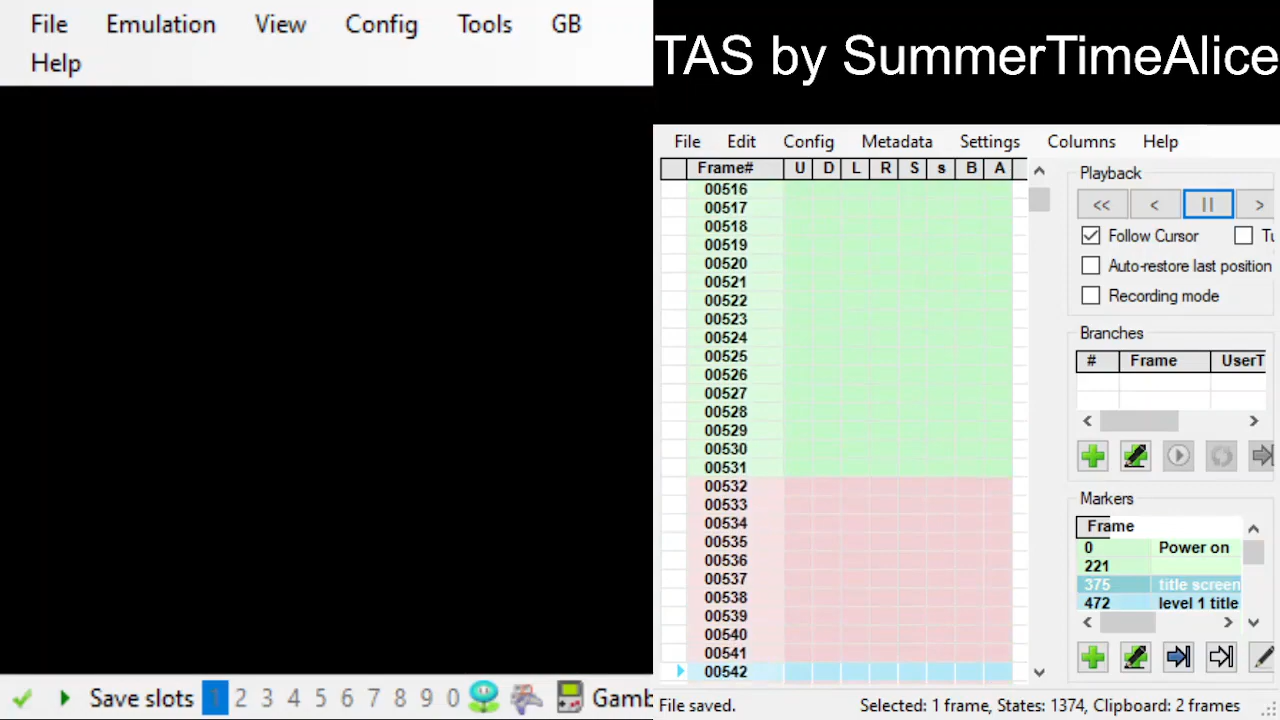 File Emulation View Config Tools GB
Help
Save slots 1 2 3 4 5 6 7 8 9 0 Gamb
TAS by SummerTimeAlice
File Edit Config Metadata Settings Columns Help
Frame# U D L R S s B A
00516
00517
00518
00519
00520
00521
00522
00523
00524
00525
00526
00527
00528
00529
00530
00531
00532
00533
00534
00535
00536
00537
00538
00539
00540
00541
00542
Playback
<< < || >
Follow Cursor Tu
Auto-restore last position
Recording mode
Branches
# Frame UserT
Markers
Frame
0 Power on
221
375 title screen
472 level 1 title
File saved. Selected: 1 frame, States: 1374, Clipboard: 2 frames